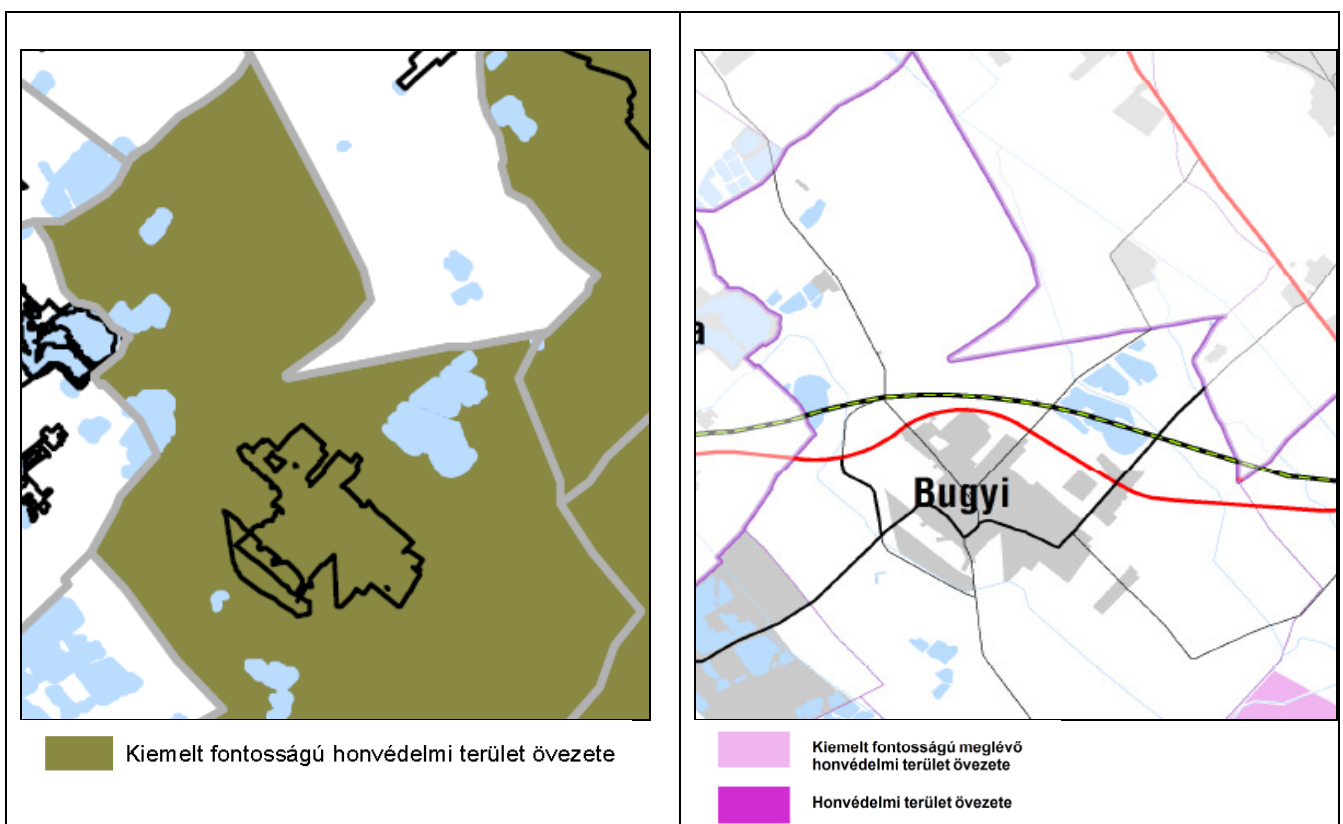 a
Bugyi
Kiemelt fontosságú honvédelmi terület övezete
Kiemelt fontosságú meglévő
honvédelmi terület övezete
Honvédelmi terület övezete